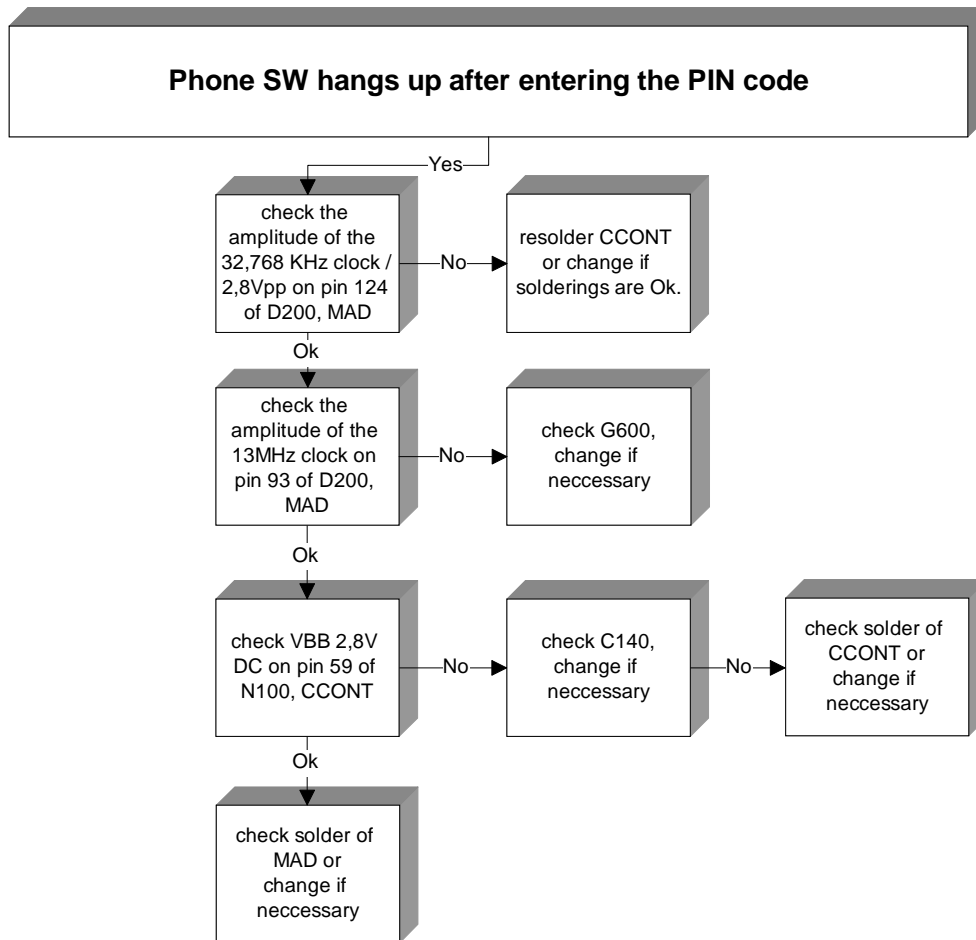 Phone SW hangs up after entering the PIN code
Yes
check the
amplitude of the
32,768 KHz clock /
2,8Vpp on pin 124
of D200, MAD
No
resolder CCONT
or change if
solderings are Ok.
Ok
check the
amplitude of the
13MHz clock on
pin 93 of D200,
MAD
No
check G600,
change if
neccessary
Ok
check VBB 2,8V
DC on pin 59 of
N100, CCONT
No
check C140,
change if
neccessary
No
check solder of
CCONT or
change if
neccessary
Ok
check solder of
MAD or
change if
neccessary